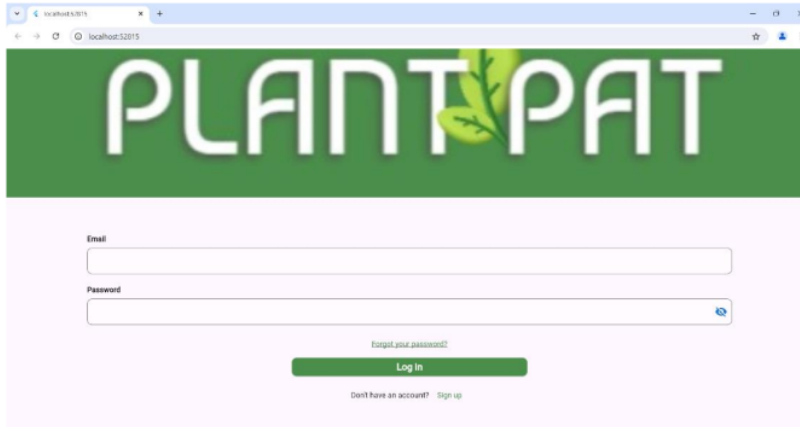 localhost:52015
localhost:52015
PLANT PAT
Email
Password
Forgot your password?
Log in
Don't have an account? Sign up